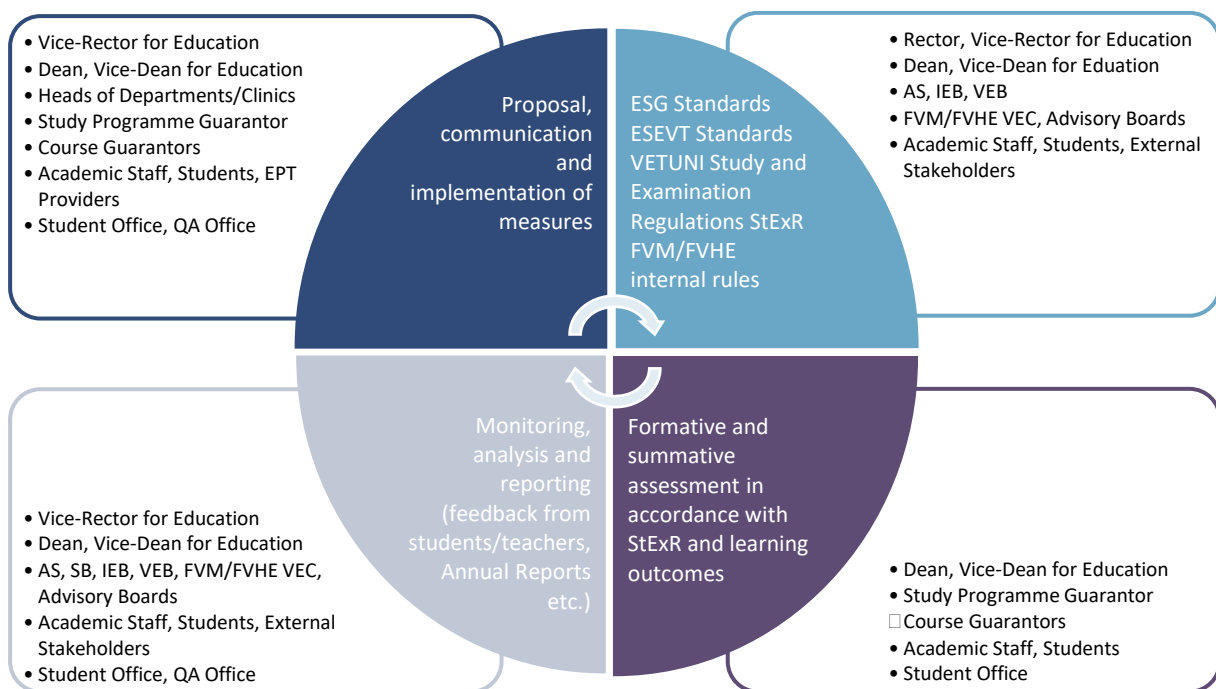 • Vice-Rector for Education
• Dean, Vice-Dean for Education
• Heads of Departments/Clinics
• Study Programme Guarantor
• Course Guarantors
• Academic Staff, Students, EPT
Providers
• Student Office, QA Office
Proposal,
communication
and
implementation of
measures
ESG Standards
ESEVT Standards
VETUNI Study and
Examination
Regulations StExR
FVM/FVHE
internal rules
• Rector, Vice-Rector for Education
• Dean, Vice-Dean for Eduation
• AS, IEB, VEB
• FVM/FVHE VEC, Advisory Boards
• Academic Staff, Students, External
Stakeholders
• Vice-Rector for Education
• Dean, Vice-Dean for Education
• AS, SB, IEB, VEB, FVM/FVHE VEC,
Advisory Boards
• Academic Staff, Students, External
Stakeholders
• Student Office, QA Office
Monitoring,
analysis and
reporting
(feedback from
students/teachers,
Annual Reports
etc.)
Formative and
summative
assessment in
accordance with
StExR and learning
outcomes
• Dean, Vice-Dean for Education
• Study Programme Guarantor
□ Course Guarantors
• Academic Staff, Students
• Student Office